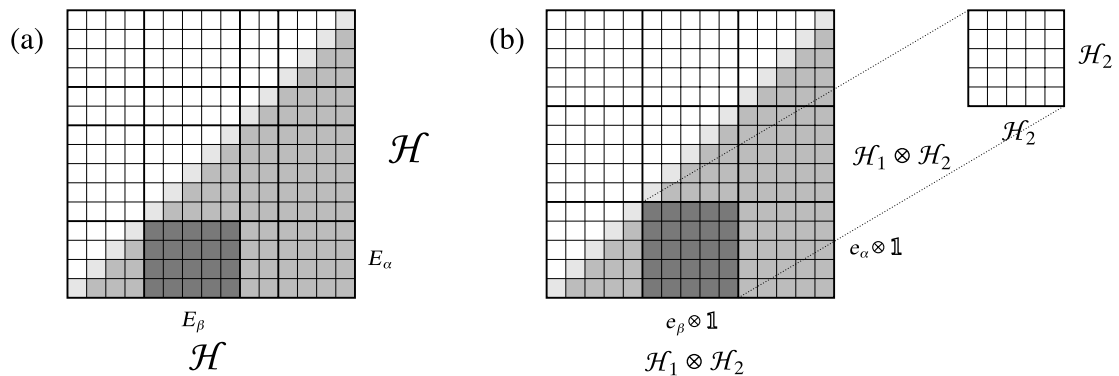 (a)
ℋ
E_α
E_β
ℋ
(b)
ℋ_2
ℋ_2
ℋ_1 ⊗ ℋ_2
e_α ⊗ 𝟙
e_β ⊗ 𝟙
ℋ_1 ⊗ ℋ_2